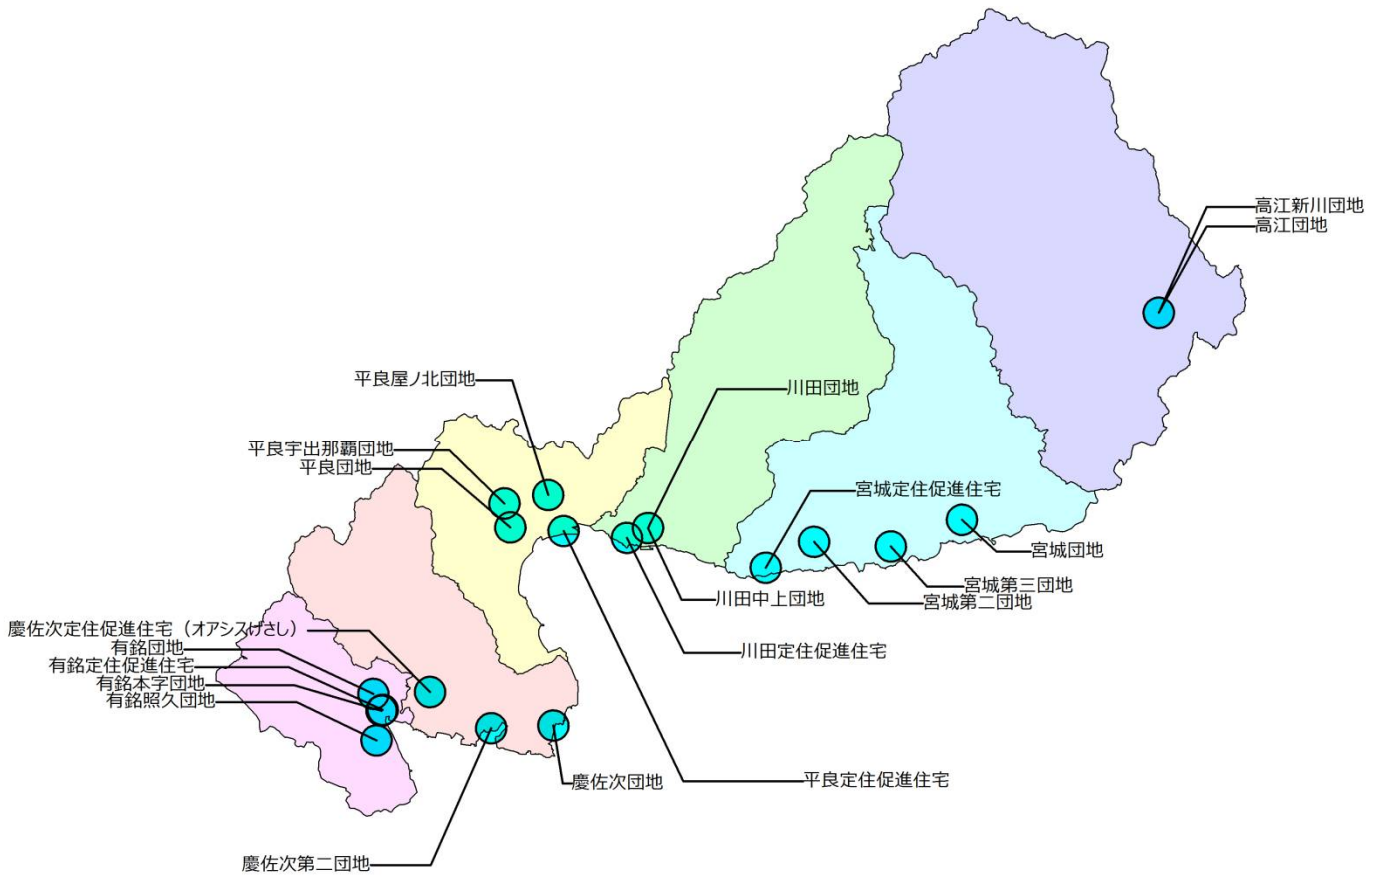 高江新川団地
高江団地
平良屋ノ北団地
川田団地
平良宇出那覇団地
平良団地
宮城定住促進住宅
宮城団地
宮城第三団地
宮城第二団地
川田中上団地
川田定住促進住宅
慶佐次定住促進住宅（オアシスげさし）
有銘団地
有銘定住促進住宅
有銘本字団地
有銘照久団地
平良定住促進住宅
慶佐次団地
慶佐次第二団地